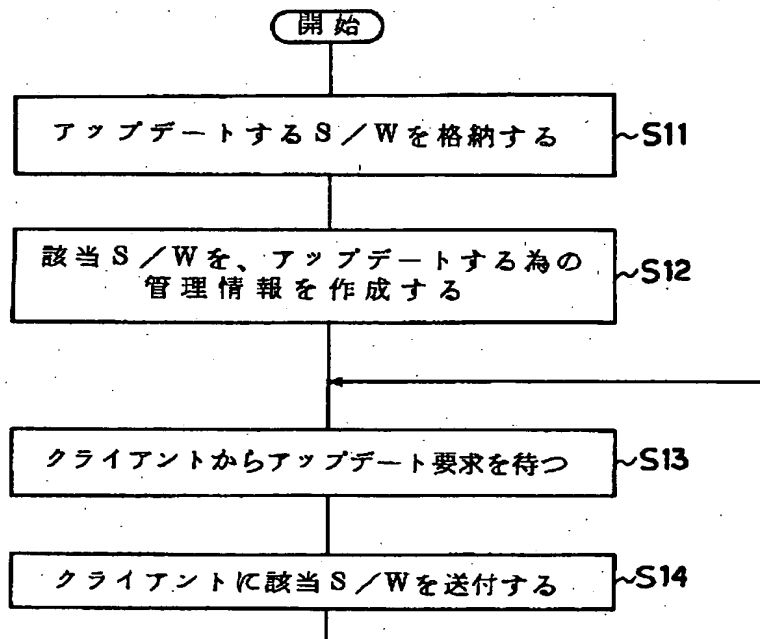 開始
アップデートするS／Wを格納する
~S11
該当S／Wを、アップデートする為の
管理情報を作成する
~S12
クライアントからアップデート要求を待つ
~S13
クライアントに該当S／Wを送付する
~S14